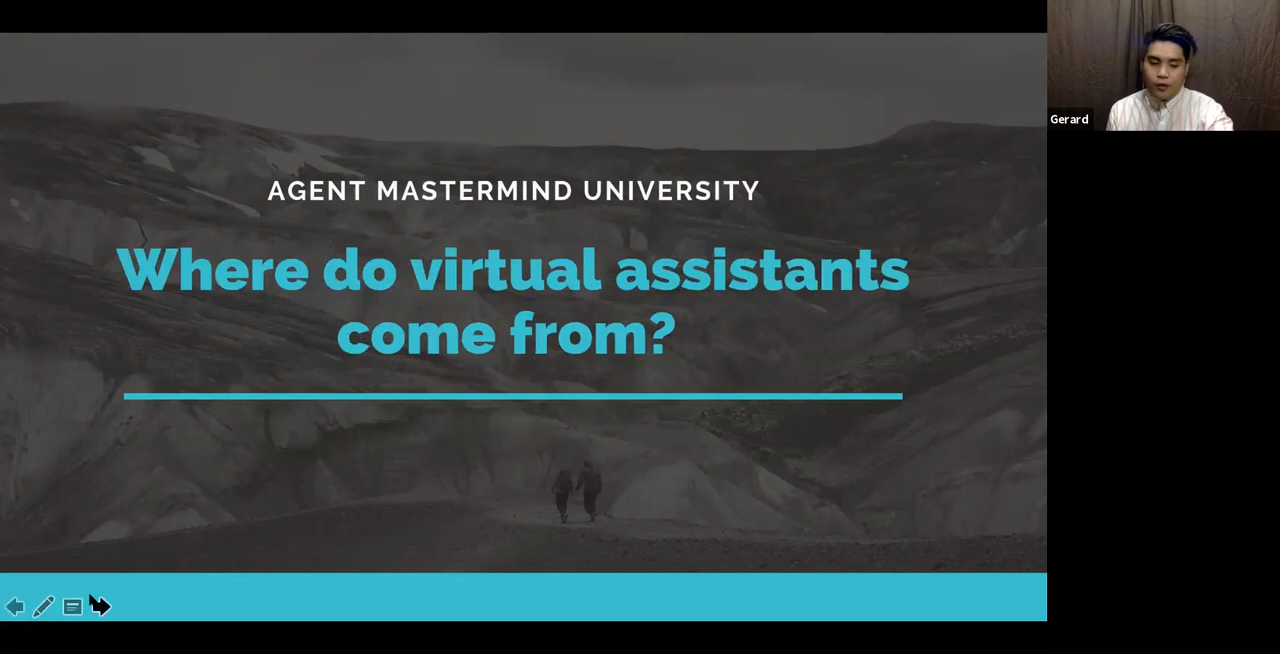 AGENT MASTERMIND UNIVERSITY
Where do virtual assistants
come from?
Gerard